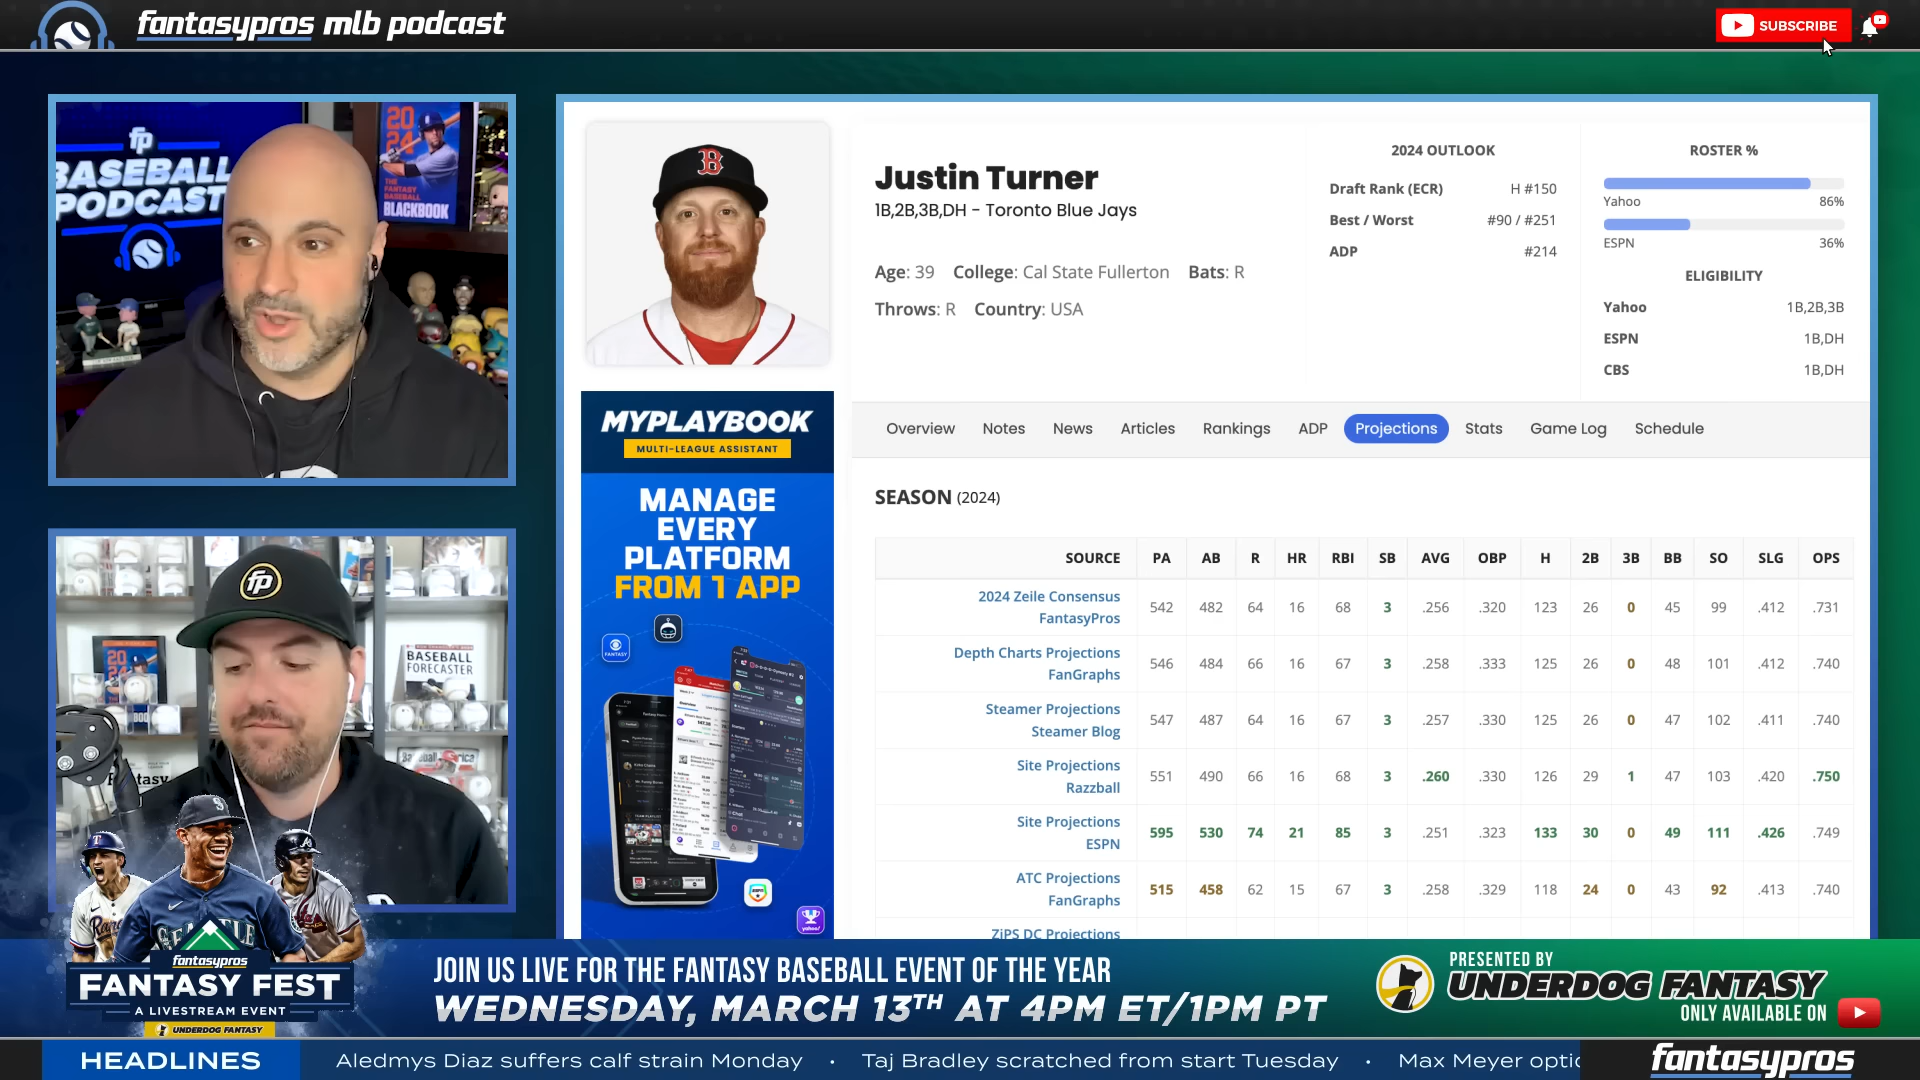 fantasypros mlb podcast
SUBSCRIBE
fp
BASEBALL
PODCAST
2024
THE
FANTASY
BASEBALL
BLACKBOOK
fp
BASEBALL
FORECASTER
Justin Turner
1B,2B,3B,DH - Toronto Blue Jays
Age: 39 College: Cal State Fullerton Bats: R
Throws: R Country: USA
2024 OUTLOOK
Draft Rank (ECR) H #150
Best / Worst #90 / #251
ADP #214
ROSTER %
Yahoo 86%
ESPN 36%
ELIGIBILITY
Yahoo 1B,2B,3B
ESPN 1B,DH
CBS 1B,DH
MYPLAYBOOK
MULTI-LEAGUE ASSISTANT
MANAGE
EVERY
PLATFORM
FROM 1 APP
FANTASY
yahoo!
Overview Notes News Articles Rankings ADP Projections Stats Game Log Schedule
SEASON (2024)
SOURCE PA AB R HR RBI SB AVG OBP H 2B 3B BB SO SLG OPS
2024 Zeile Consensus
FantasyPros 542 482 64 16 68 3 .256 .320 123 26 0 45 99 .412 .731
Depth Charts Projections
FanGraphs 546 484 66 16 67 3 .258 .333 125 26 0 48 101 .412 .740
Steamer Projections
Steamer Blog 547 487 64 16 67 3 .257 .330 125 26 0 47 102 .411 .740
Site Projections
Razzball 551 490 66 16 68 3 .260 .330 126 29 1 47 103 .420 .750
Site Projections
ESPN 595 530 74 21 85 3 .251 .323 133 30 0 49 111 .426 .749
ATC Projections
FanGraphs 515 458 62 15 67 3 .258 .329 118 24 0 43 92 .413 .740
ZiPS DC Projections
fantasypros
FANTASY FEST
A LIVESTREAM EVENT
UNDERDOG FANTASY
JOIN US LIVE FOR THE FANTASY BASEBALL EVENT OF THE YEAR
WEDNESDAY, MARCH 13TH AT 4PM ET/1PM PT
PRESENTED BY
UNDERDOG FANTASY
ONLY AVAILABLE ON
HEADLINES
Aledmys Diaz suffers calf strain Monday • Taj Bradley scratched from start Tuesday • Max Meyer optic
fantasypros